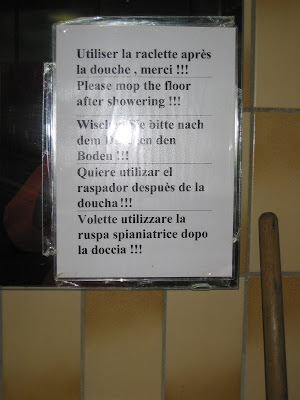 Utiliser la raclette après
la douche , merci !!!
Please mop the floor
after showering !!!
bitte nach
dem den
Boden !!!
Quiere utilizar el
raspador despuès de la
doucha!!!
Volette utilizzare la
ruspa spianiatrice dopo
la doccia !!!